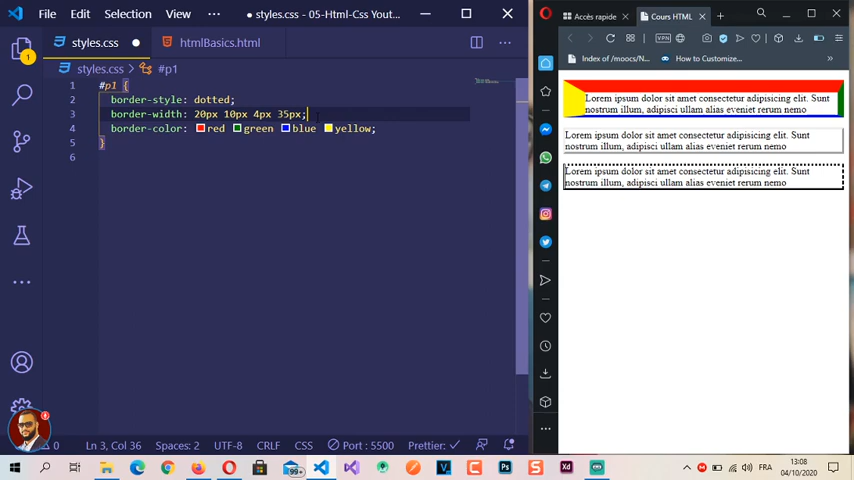 File Edit Selection View ··· styles.css - 05-Html-Css Yout...
styles.css htmlBasics.html
styles.css > #p1
1 #p1 {
2 border-style: dotted;
3 border-width: 20px 10px 4px 35px;
4 border-color: red green blue yellow;
5 }
6
1
0 Ln 3, Col 36 Spaces: 2 UTF-8 CRLF CSS Port : 5500 Prettier:
Accès rapide Cours HTML
VPN
Index of /moocs/N... How to Customize...
Lorem ipsum dolor sit amet consectetur adipisicing elit. Sunt
nostrum illum, adipisci ullam alias eveniet rerum nemo
Lorem ipsum dolor sit amet consectetur adipisicing elit. Sunt
nostrum illum, adipisci ullam alias eveniet rerum nemo
Lorem ipsum dolor sit amet consectetur adipisicing elit. Sunt
nostrum illum, adipisci ullam alias eveniet rerum nemo
99+ V Ps S Xd FRA 13:08
04/10/2020